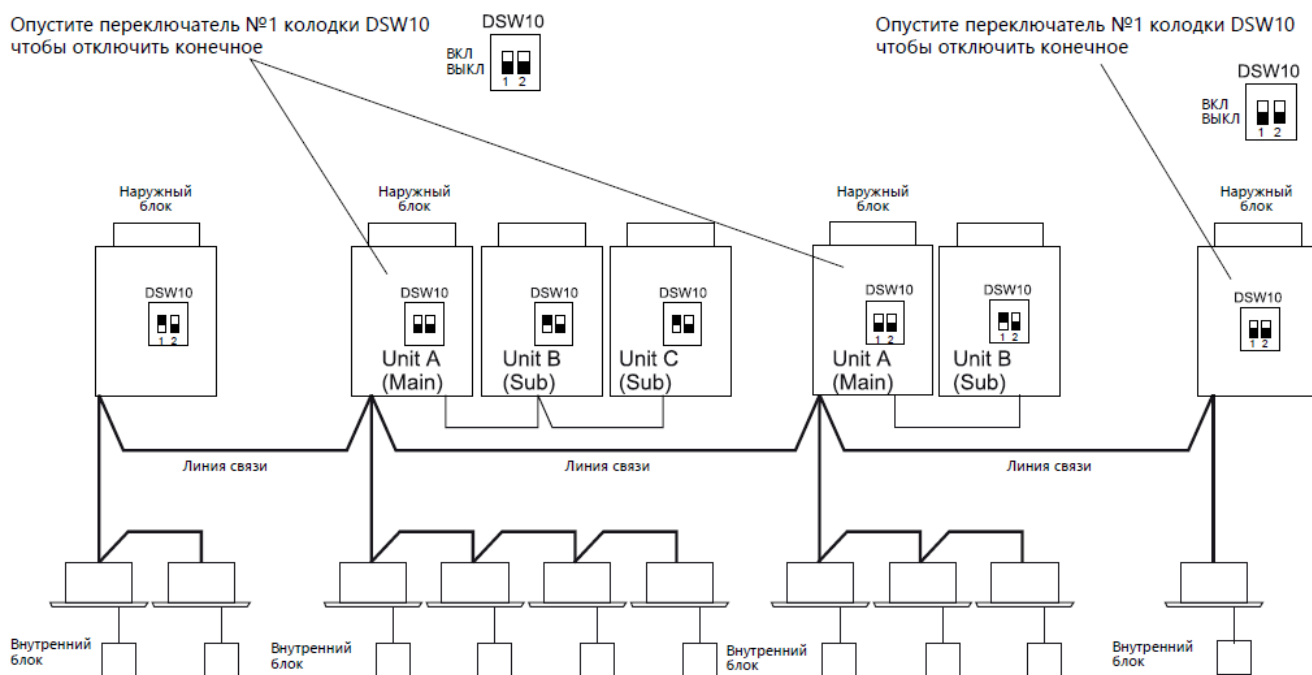 Опустите переключатель №1 колодки DSW10
чтобы отключить конечное
DSW10
ВКЛ
ВЫКЛ
1 2
Опустите переключатель №1 колодки DSW10
чтобы отключить конечное
DSW10
ВКЛ
ВЫКЛ
1 2
Наружный
блок
Наружный
блок
Наружный
блок
Наружный
блок
DSW10
1 2
DSW10
Unit A
(Main)
DSW10
Unit B
(Sub)
DSW10
Unit C
(Sub)
DSW10
1 2
Unit A
(Main)
DSW10
1 2
Unit B
(Sub)
DSW10
1 2
Линия связи
Линия связи
Линия связи
Внутренний
блок
Внутренний
блок
Внутренний
блок
Внутренний
блок